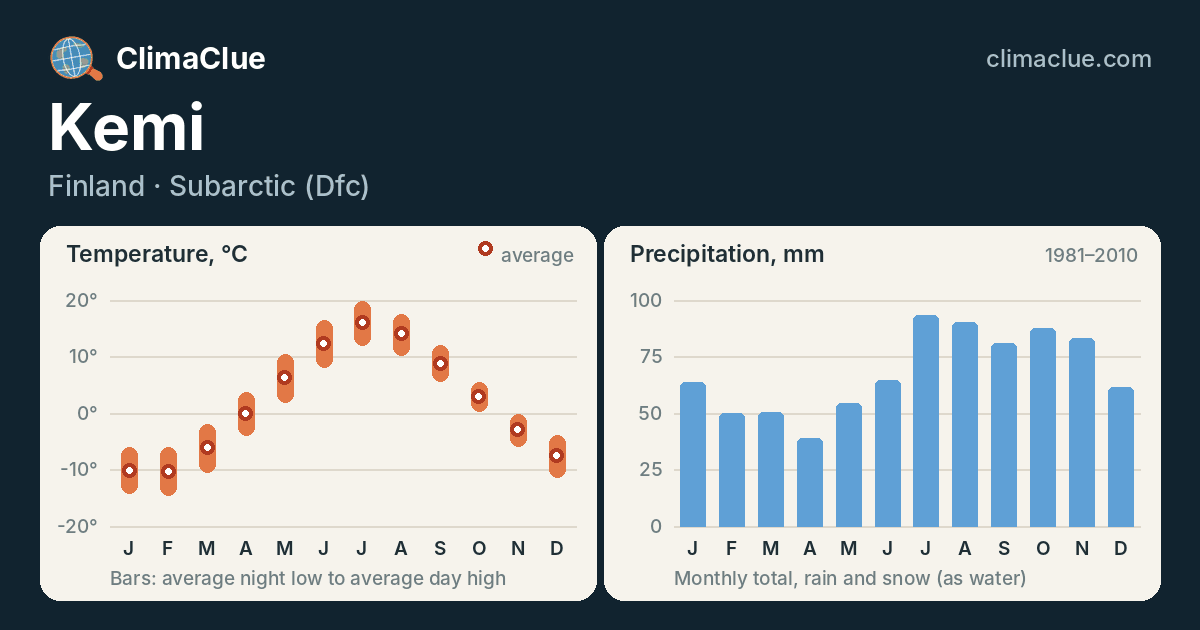 ClimaClue
climaclue.com
Kemi
Finland · Subarctic (Dfc)
Temperature, °C
average
20°
10°
0°
-10°
-20°
J F M A M J J A S O N D
Bars: average night low to average day high
Precipitation, mm
1981–2010
100
75
50
25
0
J F M A M J J A S O N D
Monthly total, rain and snow (as water)